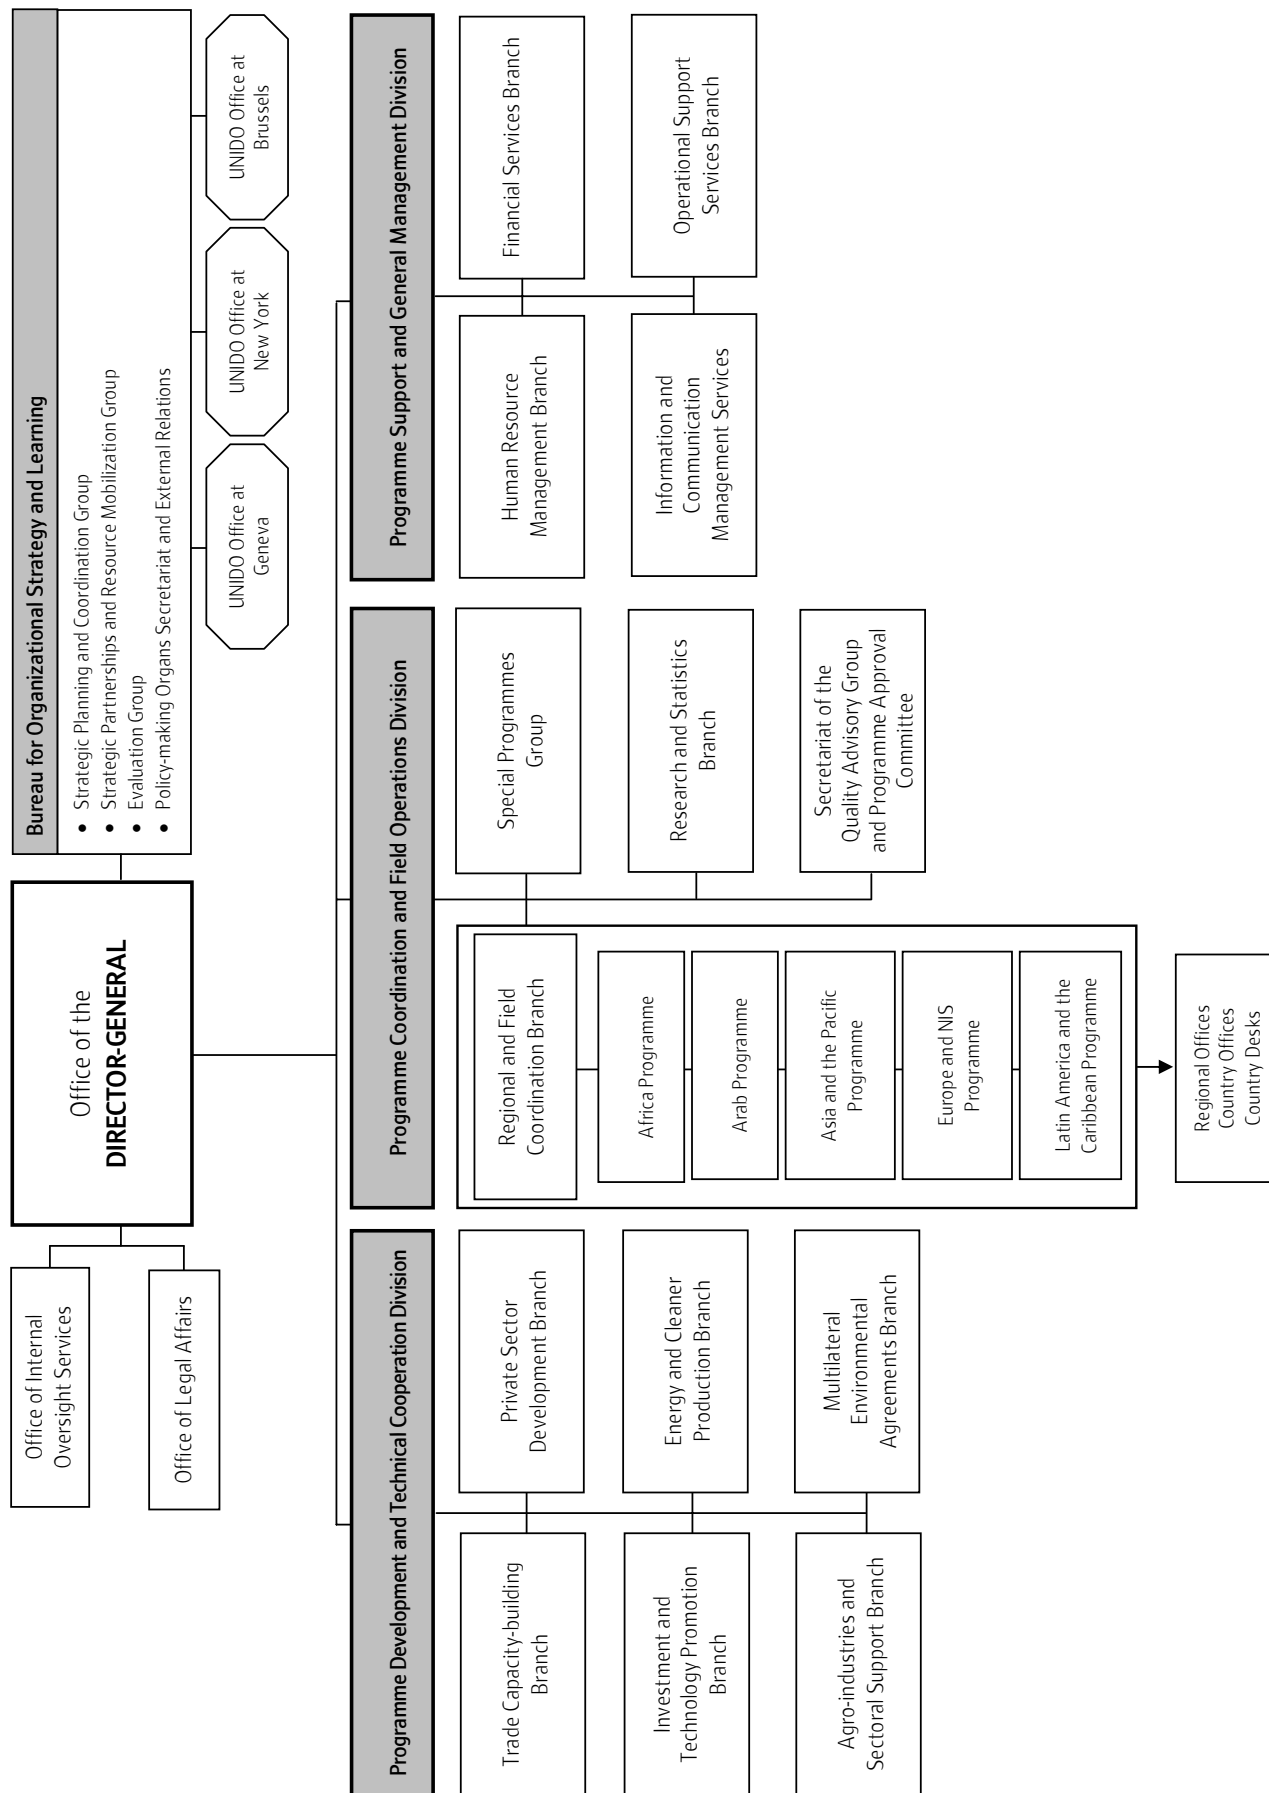 Office of Internal
Oversight Services
Office of Legal Affairs
Office of the
DIRECTOR-GENERAL
Bureau for Organizational Strategy and Learning
• Strategic Planning and Coordination Group
• Strategic Partnerships and Resource Mobilization Group
• Evaluation Group
• Policy-making Organs Secretariat and External Relations
UNIDO Office at
Geneva
UNIDO Office at
New York
UNIDO Office at
Brussels
Programme Development and Technical Cooperation Division
Trade Capacity-building
Branch
Private Sector
Development Branch
Investment and
Technology Promotion
Branch
Energy and Cleaner
Production Branch
Agro-industries and
Sectoral Support Branch
Multilateral
Environmental
Agreements Branch
Programme Coordination and Field Operations Division
Regional and Field
Coordination Branch
Africa Programme
Arab Programme
Asia and the Pacific
Programme
Europe and NIS
Programme
Latin America and the
Caribbean Programme
Regional Offices
Country Offices
Country Desks
Special Programmes
Group
Research and Statistics
Branch
Secretariat of the
Quality Advisory Group
and Programme Approval
Committee
Programme Support and General Management Division
Human Resource
Management Branch
Financial Services Branch
Information and
Communication
Management Services
Operational Support
Services Branch